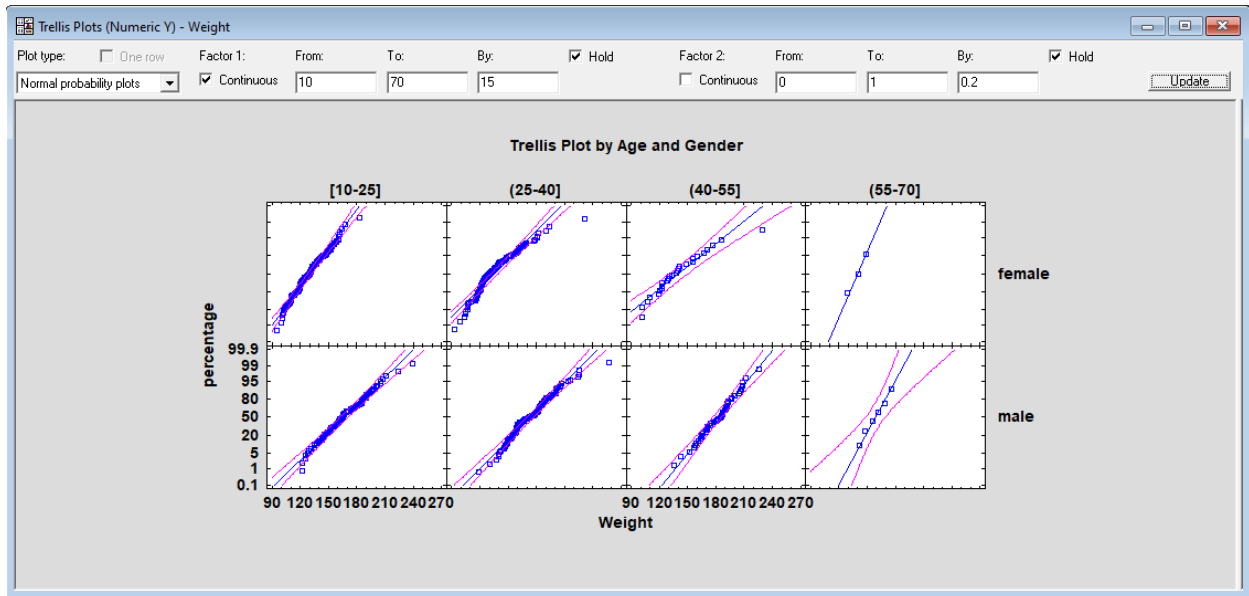 Trellis Plots (Numeric Y) - Weight
Plot type: One row Factor 1: From: To: By: Hold Factor 2: From: To: By: Hold
Normal probability plots Continuous 10 70 15 Continuous 0 1 0.2 Update
Trellis Plot by Age and Gender
[10-25] (25-40] (40-55] (55-70]
female
percentage
99.9
99
95
80
50
20
5
1
0.1
male
90 120 150 180 210 240 270 90 120 150 180 210 240 270
Weight